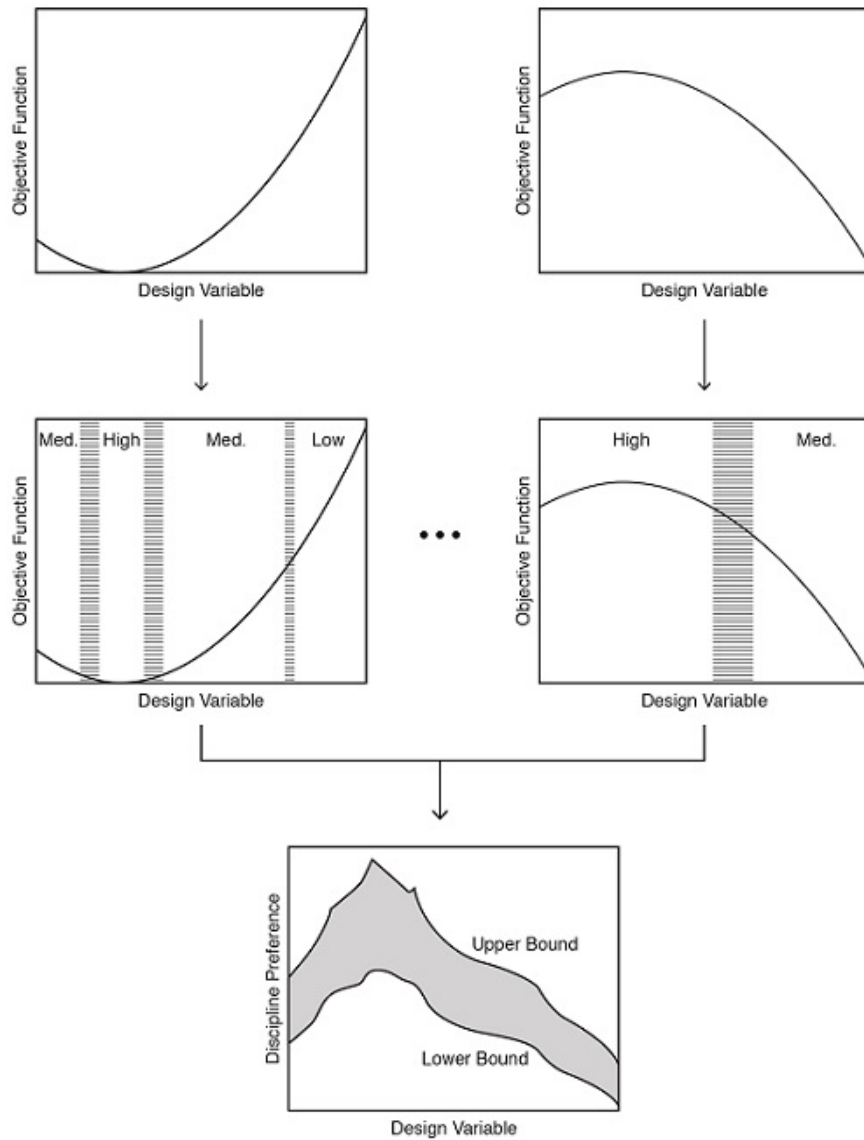 Objective Function
Design Variable
Objective Function
Design Variable
Med.
High
Med.
Low
Objective Function
Design Variable
High
Med.
Objective Function
Design Variable
Upper Bound
Lower Bound
Discipline Preference
Design Variable